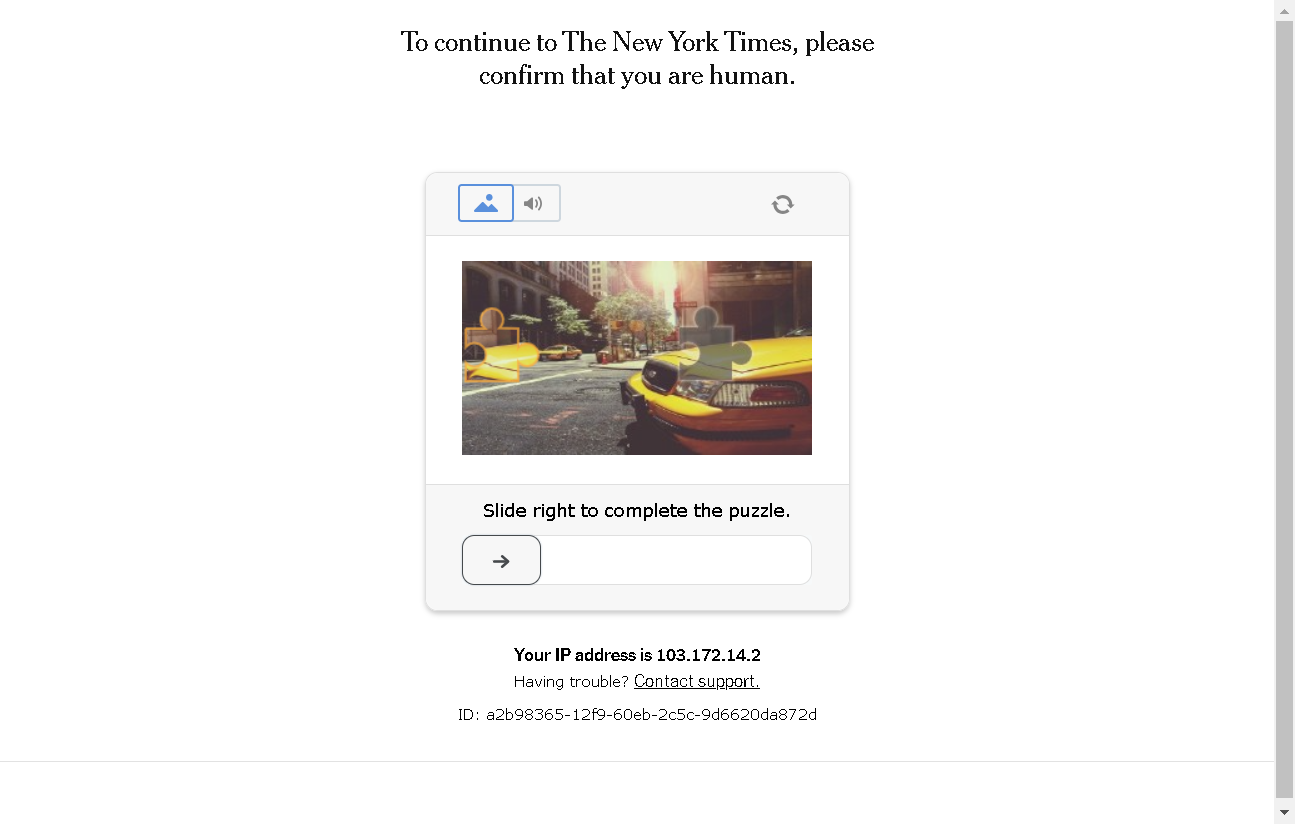 To continue to The New York Times, please
confirm that you are human.
Slide right to complete the puzzle.
Your IP address is 103.172.14.2
Having trouble? Contact support.
ID: a2b98365-12f9-60eb-2c5c-9d6620da872d